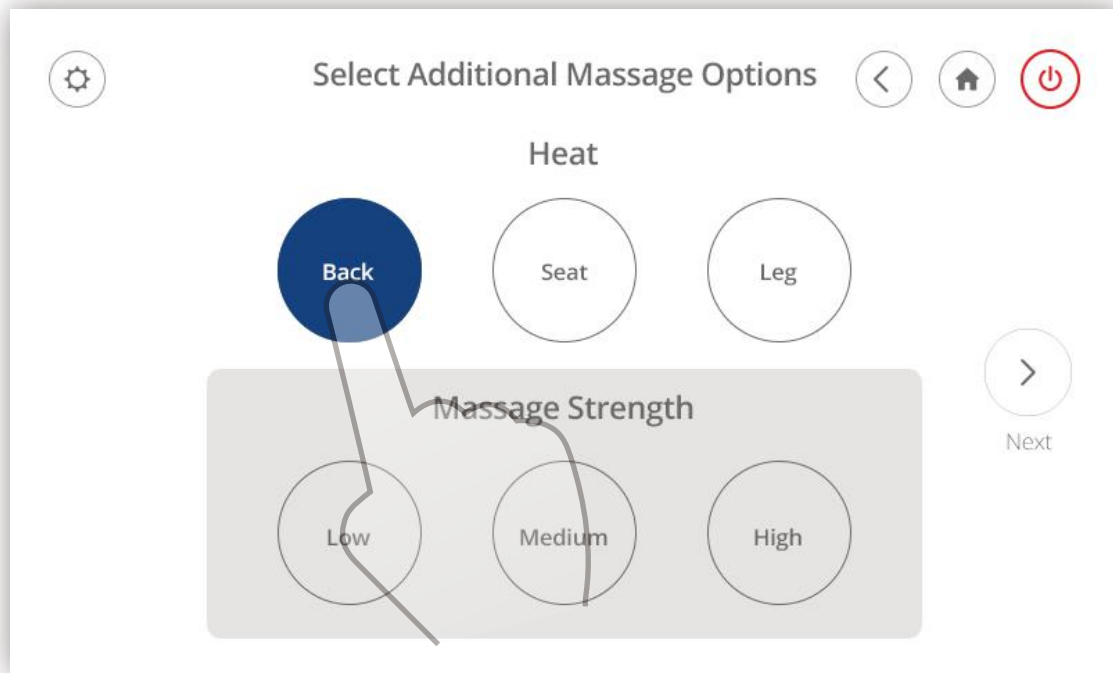 Select Additional Massage Options
Heat
Back Seat Leg
Massage Strength
Next
Low Medium High